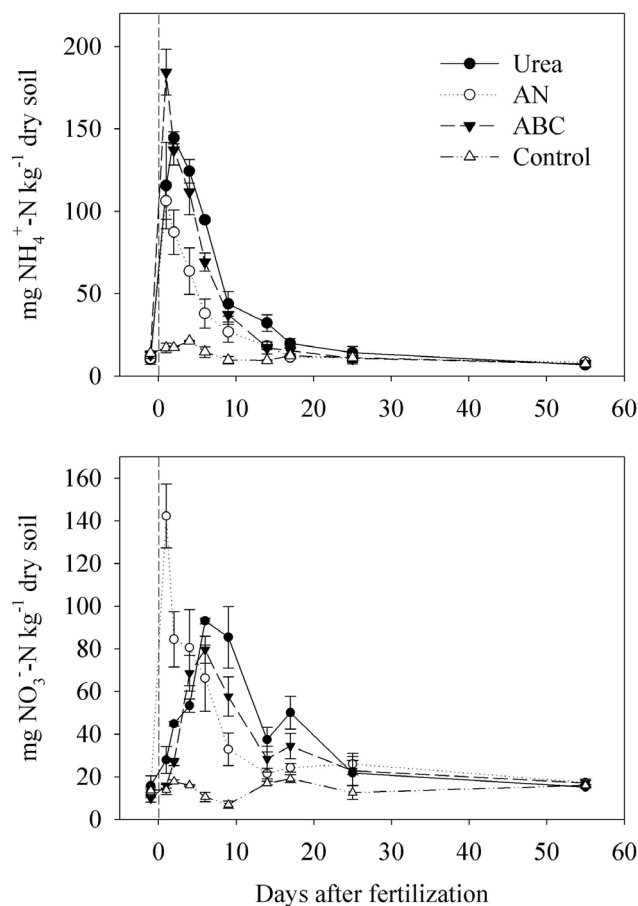 200
150
100
50
0
mg NH₄⁺-N kg⁻¹ dry soil
Urea
AN
ABC
Control
0 10 20 30 40 50 60
160
140
120
100
80
60
40
20
0
mg NO₃⁻-N kg⁻¹ dry soil
0 10 20 30 40 50 60
Days after fertilization